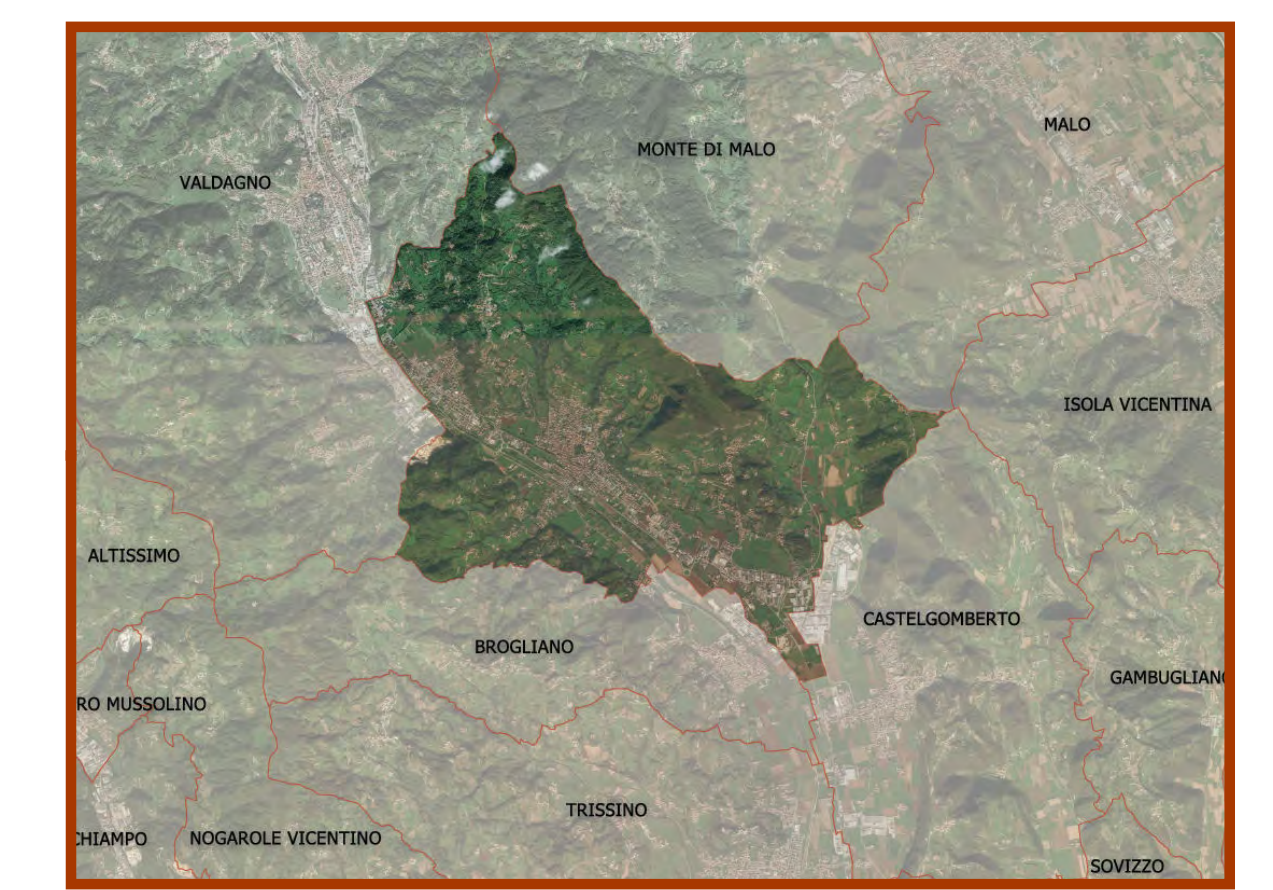 MALO
MONTE DI MALO
VALDAGNO
ISOLA VICENTINA
ALTISSIMO
CASTELGOMBERTO
BROGLIANO
GAMBUGLIAN
RO MUSSOLINO
TRISSINO
CHIAMPO
NOGAROLE VICENTINO
SOVIZZO